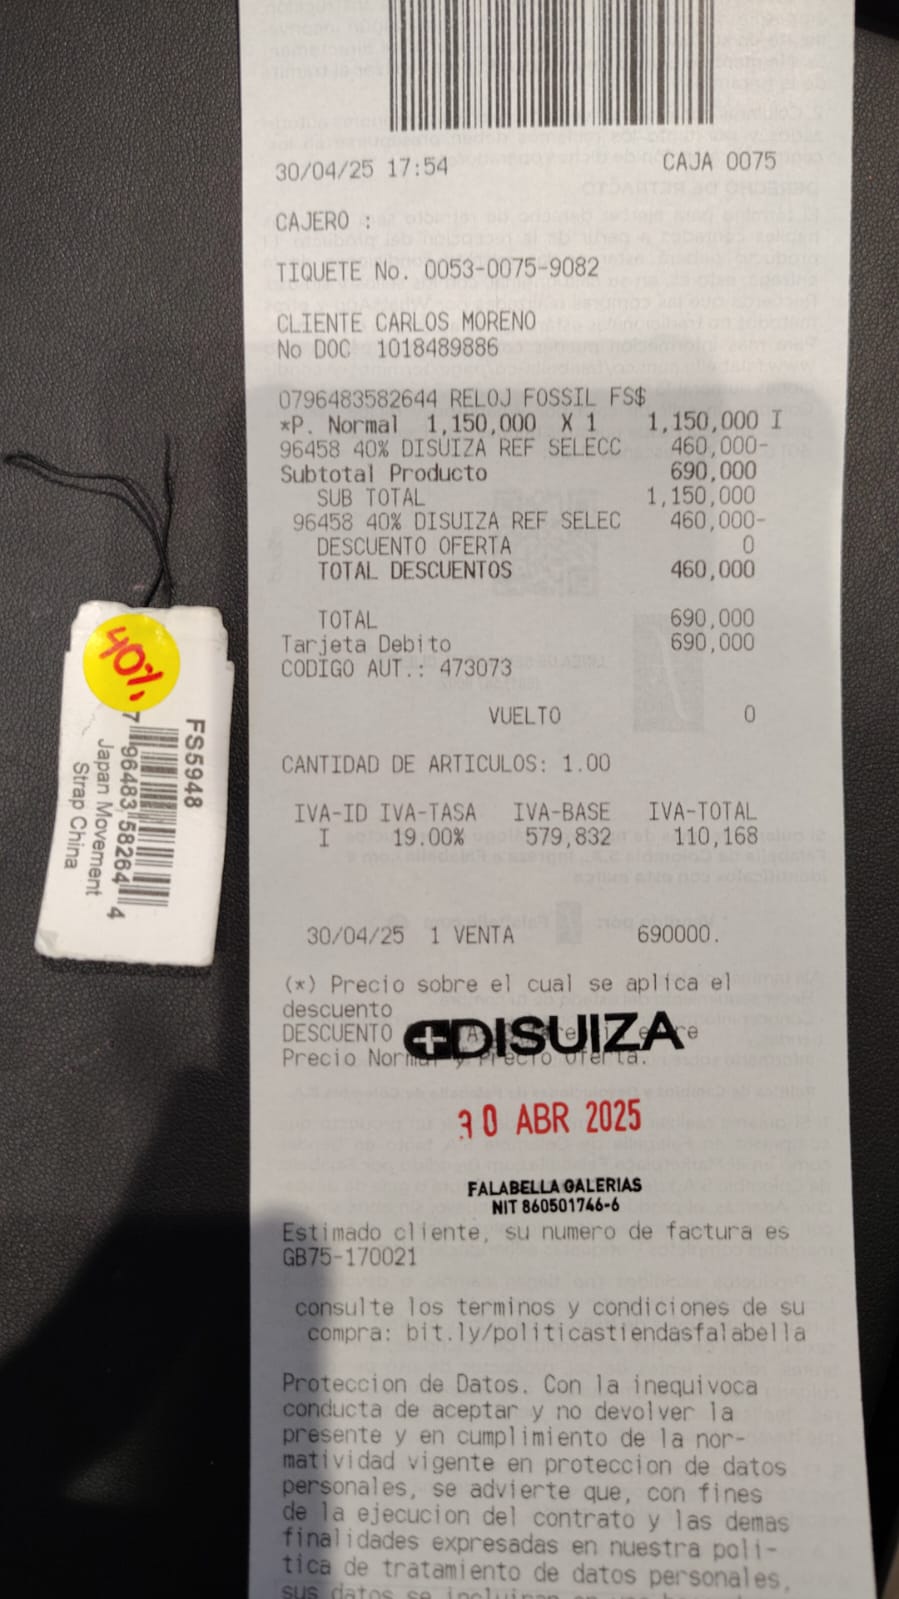 30/04/25 17:54 CAJA 0075
CAJERO :
TIQUETE No. 0053-0075-9082
CLIENTE CARLOS MORENO
No DOC 1018489886
0796483582644 RELOJ FOSSIL FS$
*P. Normal 1,150,000 X 1 1,150,000 I
96458 40% DISUIZA REF SELECC 460,000-
Subtotal Producto 690,000
SUB TOTAL 1,150,000
96458 40% DISUIZA REF SELEC 460,000-
DESCUENTO OFERTA 0
TOTAL DESCUENTOS 460,000
TOTAL 690,000
Tarjeta Debito 690,000
CODIGO AUT.: 473073
VUELTO 0
CANTIDAD DE ARTICULOS: 1.00
IVA-ID IVA-TASA IVA-BASE IVA-TOTAL
I 19.00% 579,832 110,168
30/04/25 1 VENTA 690000.
(*) Precio sobre el cual se aplica el
descuento
DESCUENTO
DISUIZA
Precio Normal y Precio Oferta.
30 ABR 2025
FALABELLA GALERIAS
NIT 860501746-6
Estimado cliente, su numero de factura es
GB75-170021
consulte los terminos y condiciones de su
compra: bit.ly/politicastiendasfalabella
Proteccion de Datos. Con la inequivoca
conducta de aceptar y no devolver la
presente y en cumplimiento de la nor-
matividad vigente en proteccion de datos
personales, se advierte que, con fines
de la ejecucion del contrato y las demas
finalidades expresadas en nuestra poli-
tica de tratamiento de datos personales,
sus datos se
40%
FS5948
7 96483 58264 4
Japan Movement
Strap China